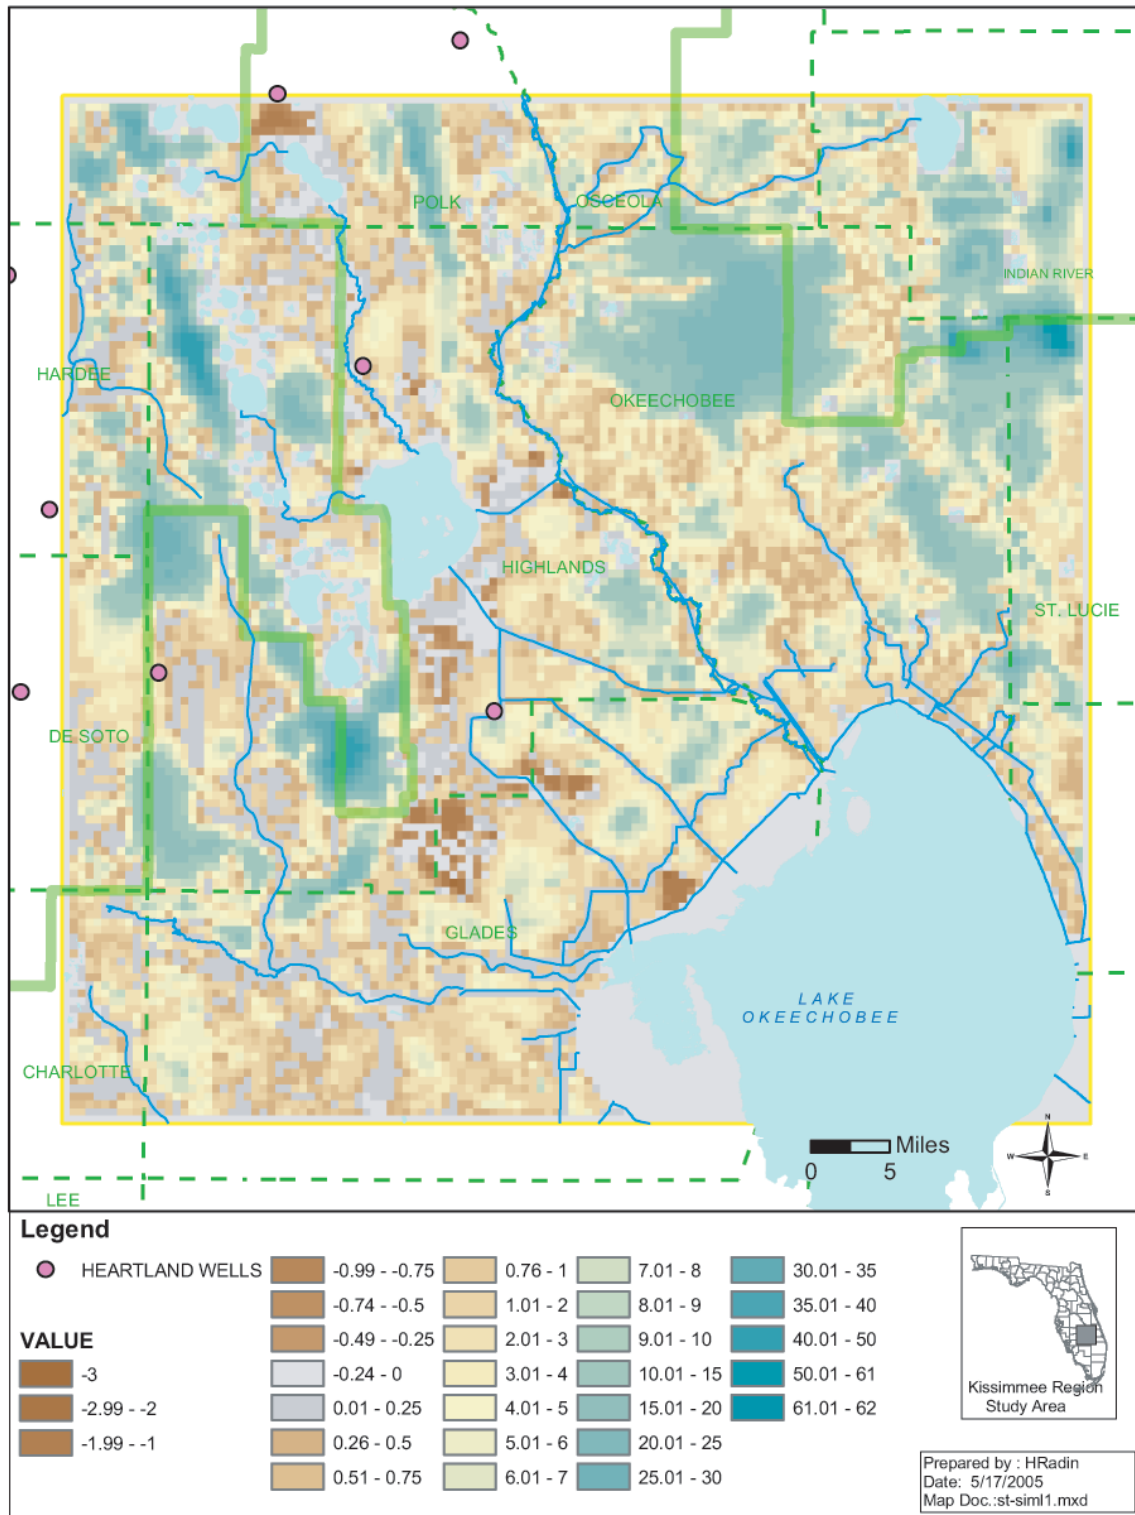 POLK
OSCEOLA
INDIAN RIVER
HARDEE
OKEECHOBEE
HIGHLANDS
ST. LUCIE
DE SOTO
GLADES
LAKE
OKEECHOBEE
CHARLOTTE
LEE
Miles
0 5
N
W E
S
Legend
HEARTLAND WELLS
VALUE
-3
-2.99 - -2
-1.99 - -1
-0.99 - -0.75
-0.74 - -0.5
-0.49 - -0.25
-0.24 - 0
0.01 - 0.25
0.26 - 0.5
0.51 - 0.75
0.76 - 1
1.01 - 2
2.01 - 3
3.01 - 4
4.01 - 5
5.01 - 6
6.01 - 7
7.01 - 8
8.01 - 9
9.01 - 10
10.01 - 15
15.01 - 20
20.01 - 25
25.01 - 30
30.01 - 35
35.01 - 40
40.01 - 50
50.01 - 61
61.01 - 62
Kissimmee Region
Study Area
Prepared by : HRadin
Date: 5/17/2005
Map Doc.:st-siml1.mxd